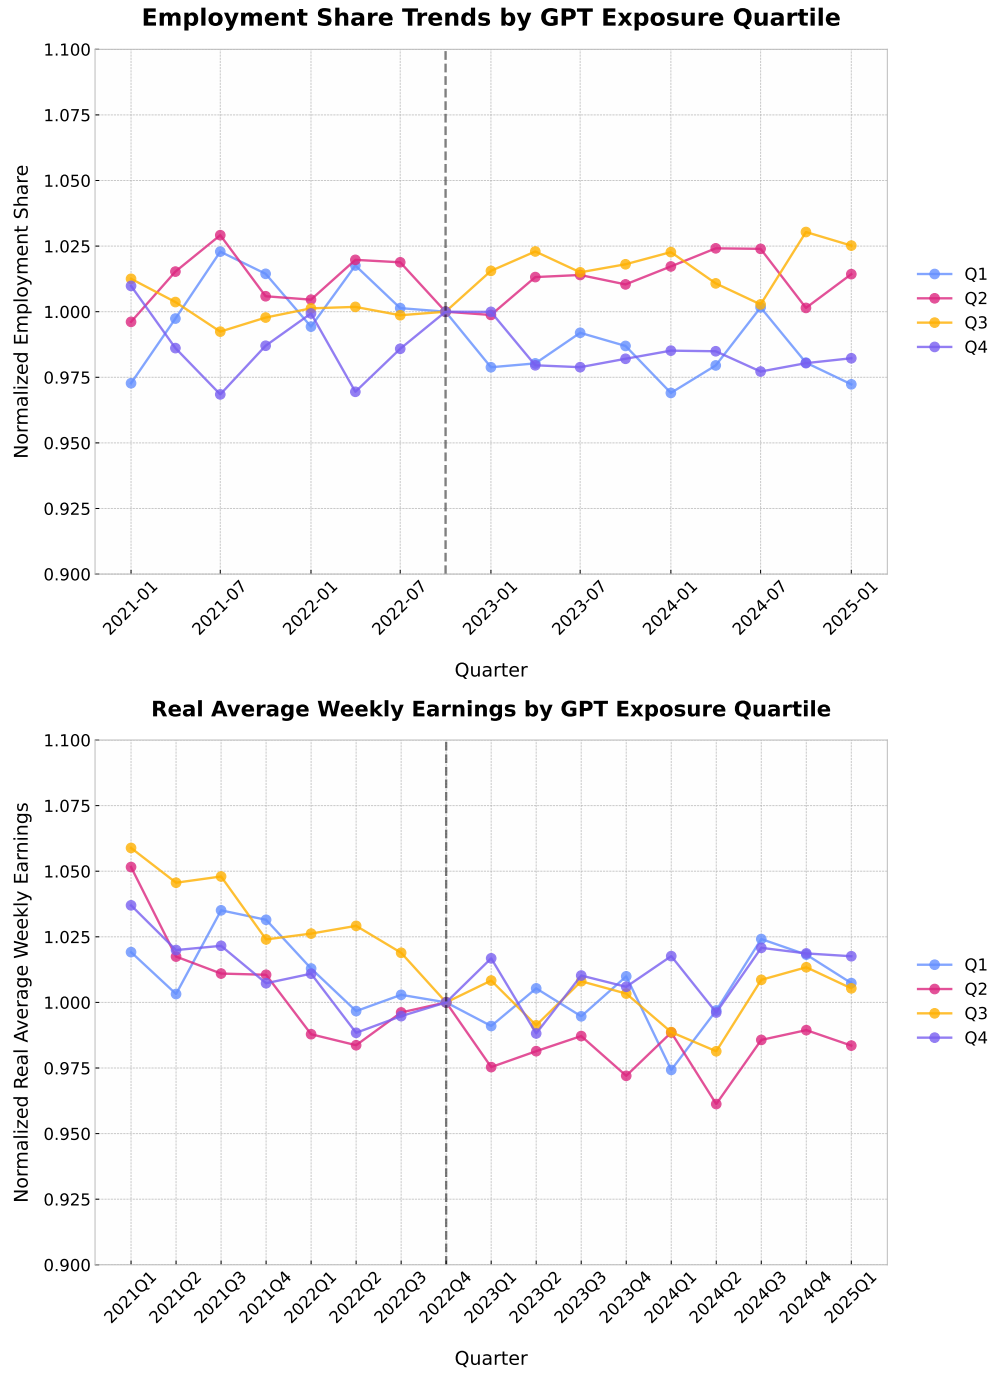 Employment Share Trends by GPT Exposure Quartile
1.100
1.075
1.050
1.025
1.000
0.975
0.950
0.925
0.900
Normalized Employment Share
2021-01
2021-07
2022-01
2022-07
2023-01
2023-07
2024-01
2024-07
2025-01
Quarter
Q1
Q2
Q3
Q4
Real Average Weekly Earnings by GPT Exposure Quartile
1.100
1.075
1.050
1.025
1.000
0.975
0.950
0.925
0.900
Normalized Real Average Weekly Earnings
2021Q1
2021Q2
2021Q3
2021Q4
2022Q1
2022Q2
2022Q3
2022Q4
2023Q1
2023Q2
2023Q3
2023Q4
2024Q1
2024Q2
2024Q3
2024Q4
2025Q1
Quarter
Q1
Q2
Q3
Q4